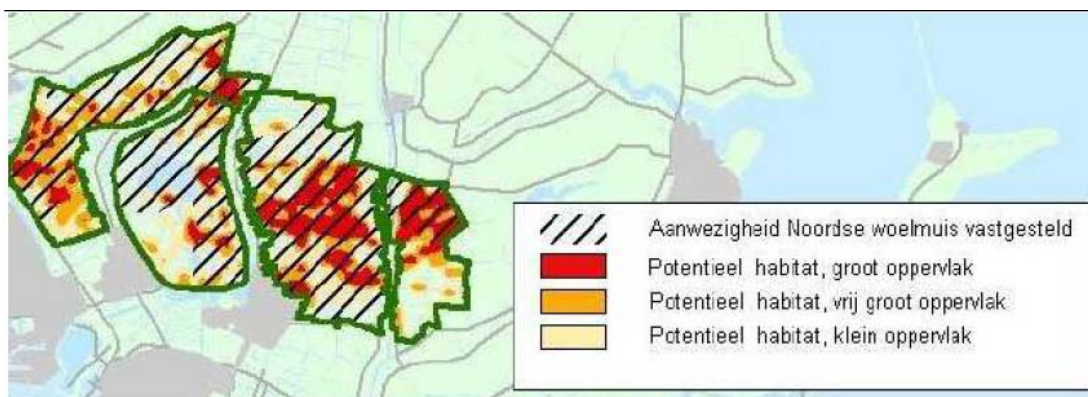 Aanwezigheid Noordse woelmuis vastgesteld
Potentieel habitat, groot oppervlak
Potentieel habitat, vrij groot oppervlak
Potentieel habitat, klein oppervlak